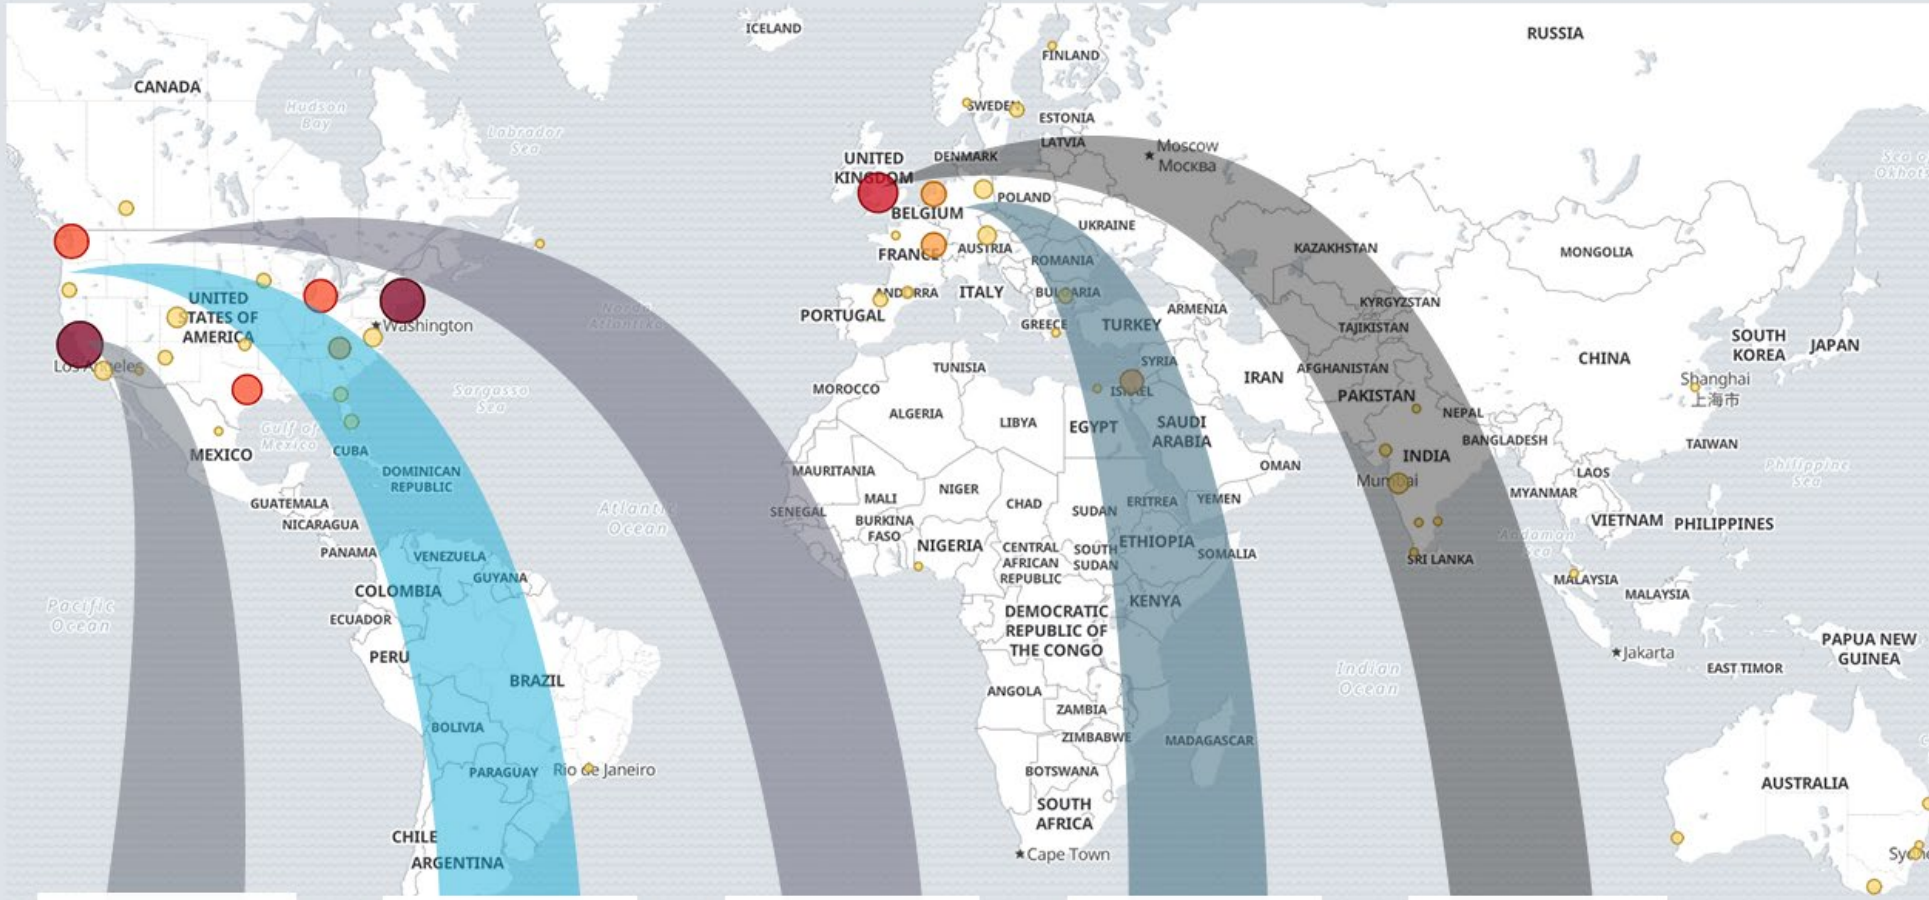 ICELAND
RUSSIA
FINLAND
CANADA
Hudson
Bay
SWEDEN
ESTONIA
Labrador
Sea
LATVIA
Moscow
Москва
UNITED
KINGDOM
DENMARK
Sea o
Okhot
POLAND
BELGIUM
UKRAINE
FRANCE
AUSTRIA
ROMANIA
KAZAKHSTAN
MONGOLIA
UNITED
STATES OF
AMERICA
Washington
ANDORRA
ITALY
BULGARIA
PORTUGAL
GREECE
TURKEY
ARMENIA
KYRGYZSTAN
TAJIKISTAN
SOUTH
KOREA
JAPAN
CHINA
Los Angeles
TUNISIA
SYRIA
IRAN
AFGHANISTAN
Shanghai
上海市
MOROCCO
ISRAEL
PAKISTAN
Sargasso
Sea
ALGERIA
LIBYA
EGYPT
SAUDI
ARABIA
NEPAL
Gulf of
Mexico
MEXICO
CUBA
BANGLADESH
TAIWAN
INDIA
DOMINICAN
REPUBLIC
MAURITANIA
OMAN
LAOS
Philippine
Sea
Mumbai
GUATEMALA
MALI
NIGER
CHAD
SUDAN
ERITREA
YEMEN
MYANMAR
NICARAGUA
Atlantic
Ocean
SENEGAL
BURKINA
FASO
VIETNAM
PHILIPPINES
PANAMA
VENEZUELA
NIGERIA
CENTRAL
AFRICAN
REPUBLIC
SOUTH
SUDAN
ETHIOPIA
SOMALIA
Andaman
Sea
SRI LANKA
GUYANA
COLOMBIA
MALAYSIA
MALAYSIA
Pacific
Ocean
ECUADOR
DEMOCRATIC
REPUBLIC OF
THE CONGO
KENYA
PERU
Jakarta
PAPUA NEW
GUINEA
EAST TIMOR
Indian
Ocean
BRAZIL
ANGOLA
ZAMBIA
BOLIVIA
ZIMBABWE
MADAGASCAR
PARAGUAY
Rio de Janeiro
BOTSWANA
AUSTRALIA
SOUTH
AFRICA
CHILE
ARGENTINA
Cape Town